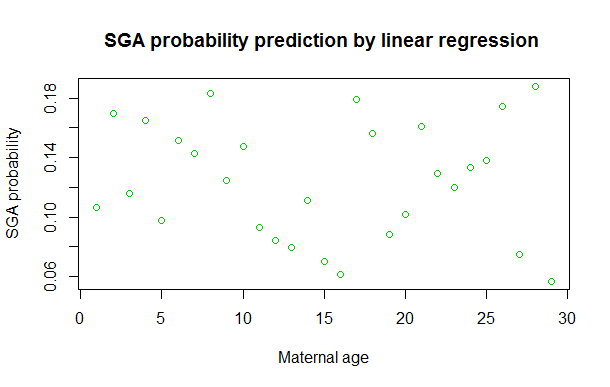 SGA probability prediction by linear regression
SGA probability
0.18
0.14
0.10
0.06
0 5 10 15 20 25 30
Maternal age